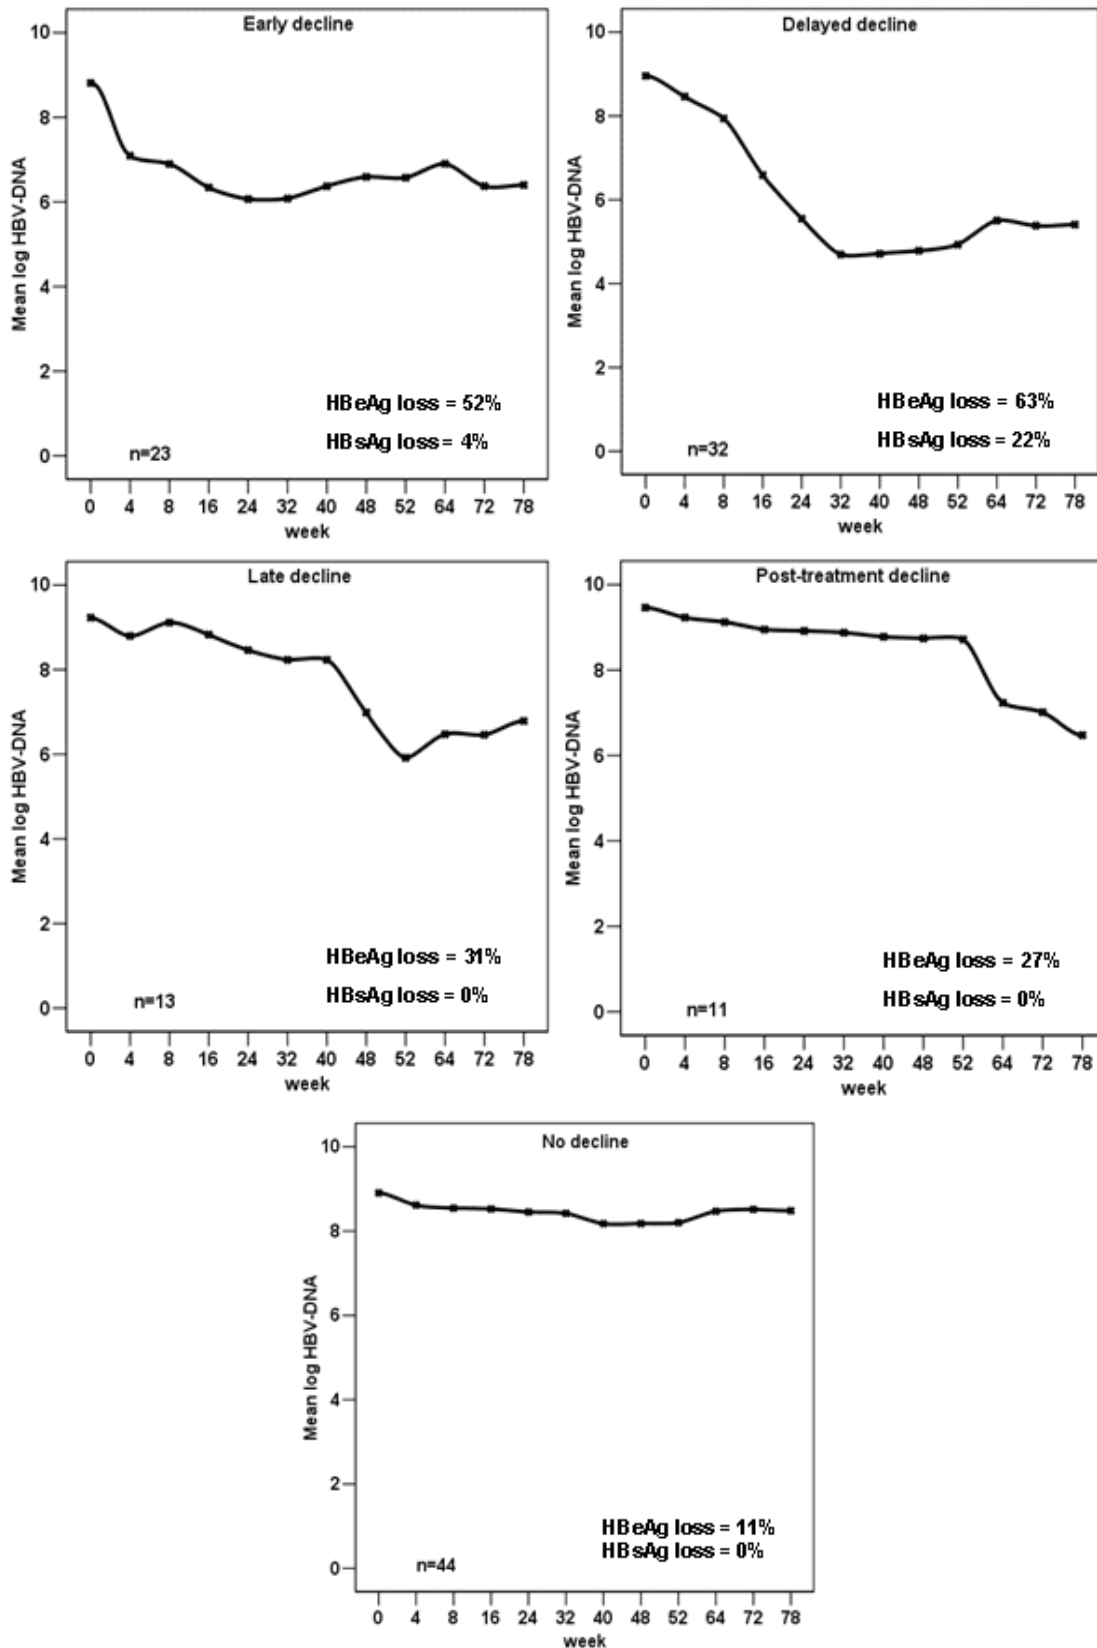 Early decline
Mean log HBV-DNA
10
8
6
4
2
0
HBeAg loss = 52%
HBsAg loss = 4%
n=23
0 4 8 16 24 32 40 48 52 64 72 78
week
Delayed decline
Mean log HBV-DNA
10
8
6
4
2
0
HBeAg loss = 63%
HBsAg loss = 22%
n=32
0 4 8 16 24 32 40 48 52 64 72 78
week
Late decline
Mean log HBV-DNA
10
8
6
4
2
0
HBeAg loss = 31%
HBsAg loss = 0%
n=13
0 4 8 16 24 32 40 48 52 64 72 78
week
Post-treatment decline
Mean log HBV-DNA
10
8
6
4
2
0
HBeAg loss = 27%
HBsAg loss = 0%
n=11
0 4 8 16 24 32 40 48 52 64 72 78
week
No decline
Mean log HBV-DNA
10
8
6
4
2
0
HBeAg loss = 11%
HBsAg loss = 0%
n=44
0 4 8 16 24 32 40 48 52 64 72 78
week